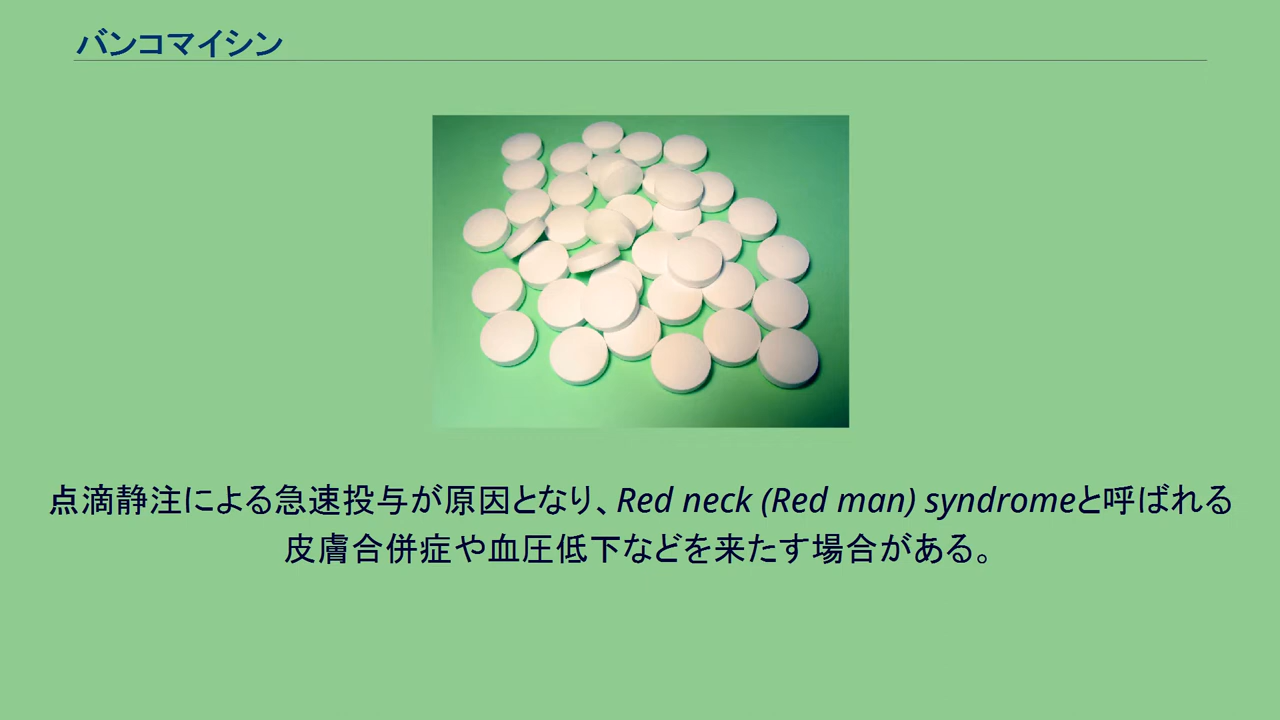 バンコマイシン
点滴静注による急速投与が原因となり、Red neck (Red man) syndromeと呼ばれる
皮膚合併症や血圧低下などを来たす場合がある。